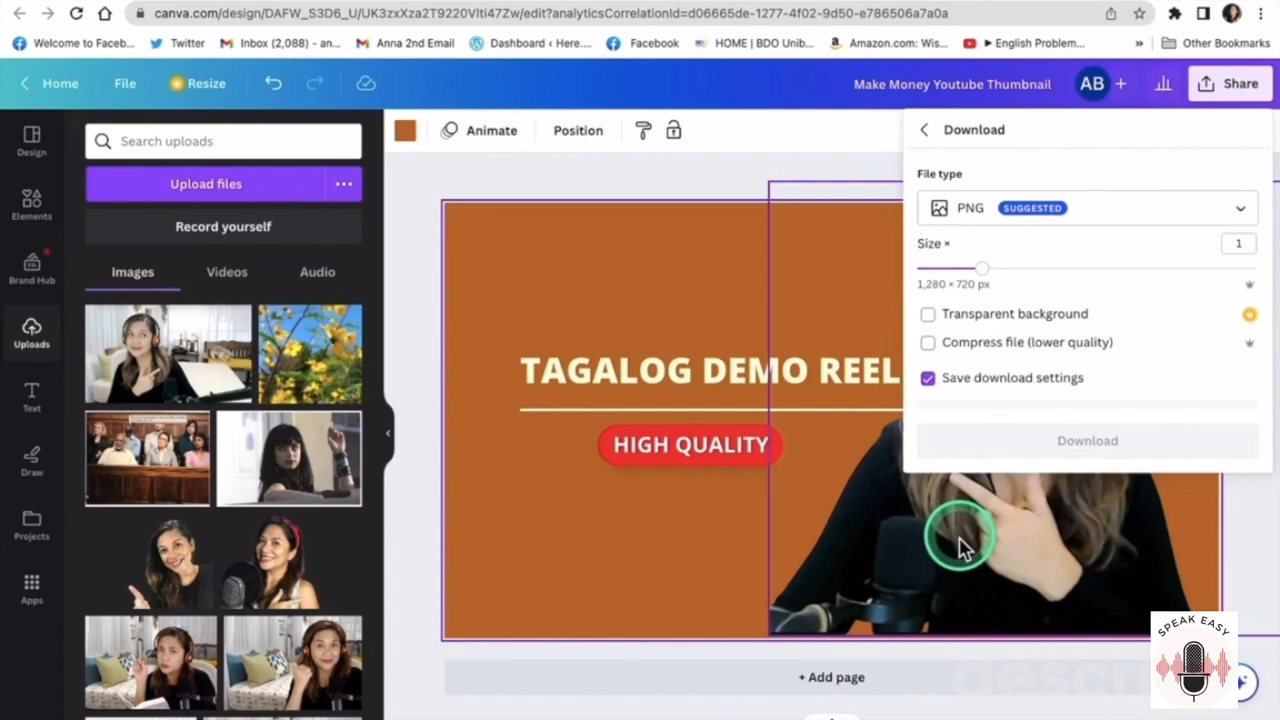 canva.com/design/DAFW_S3D6_U/UK3zxXza2T9220VIti47Zw/edit?analyticsCorrelationId=d06665de-1277-4f02-9d50-e786506a7a0a
Welcome to Faceb...
Twitter
Inbox (2,088) - an...
Anna 2nd Email
Dashboard ‹ Here....
Facebook
HOME | BDO Unib...
Amazon.com: Wis...
► English Problem...
»
Other Bookmarks
Home
File
Resize
Make Money Youtube Thumbnail
AB
+
Share
Design
Elements
Brand Hub
Uploads
Text
Draw
Projects
Apps
Search uploads
Upload files
Record yourself
Images
Videos
Audio
Animate
Position
TAGALOG DEMO REEL
HIGH QUALITY
+ Add page
Download
File type
PNG
SUGGESTED
Size ×
1
1,280 × 720 px
Transparent background
Compress file (lower quality)
Save download settings
Download
SPEAK EASY